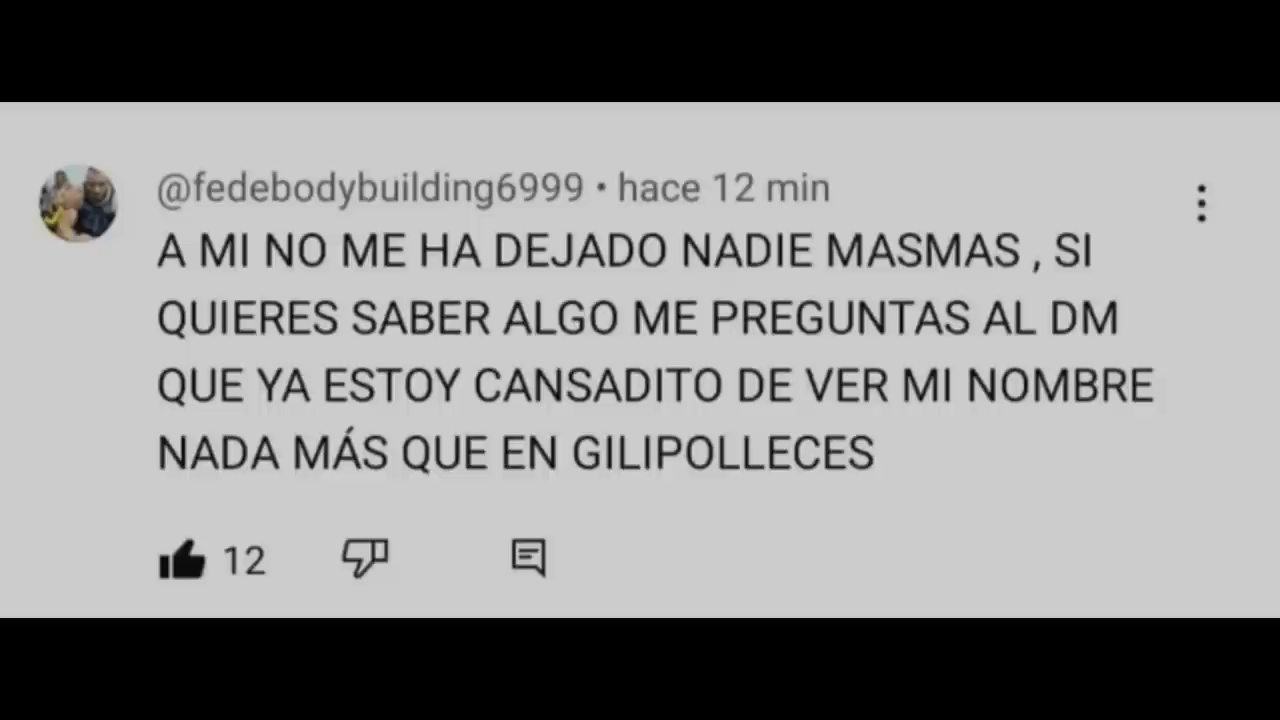 @fedebodybuilding6999 • hace 12 min
A MI NO ME HA DEJADO NADIE MASMAS , SI
QUIERES SABER ALGO ME PREGUNTAS AL DM
QUE YA ESTOY CANSADITO DE VER MI NOMBRE
NADA MÁS QUE EN GILIPOLLECES
12